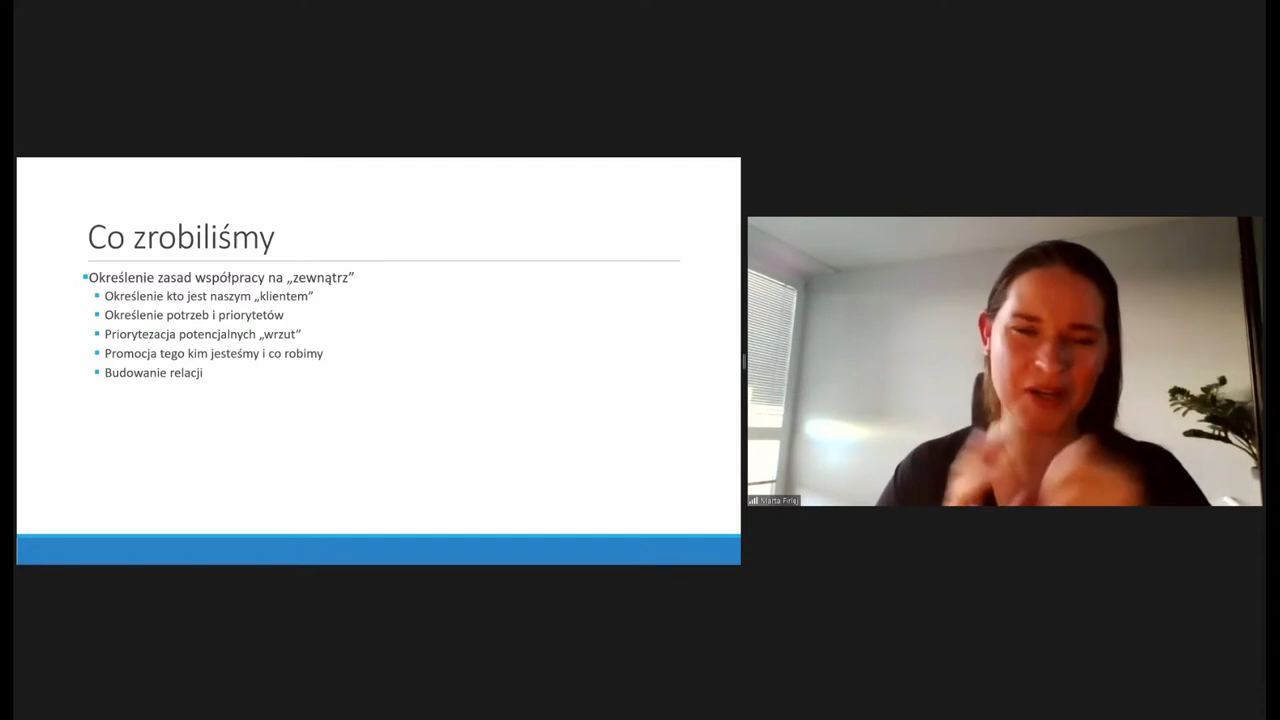 Co zrobiliśmy
Określenie zasad współpracy na „zewnątrz”
Określenie kto jest naszym „klientem”
Określenie potrzeb i priorytetów
Priorytezacja potencjalnych „wrzut”
Promocja tego kim jesteśmy i co robimy
Budowanie relacji
Marta Firlej